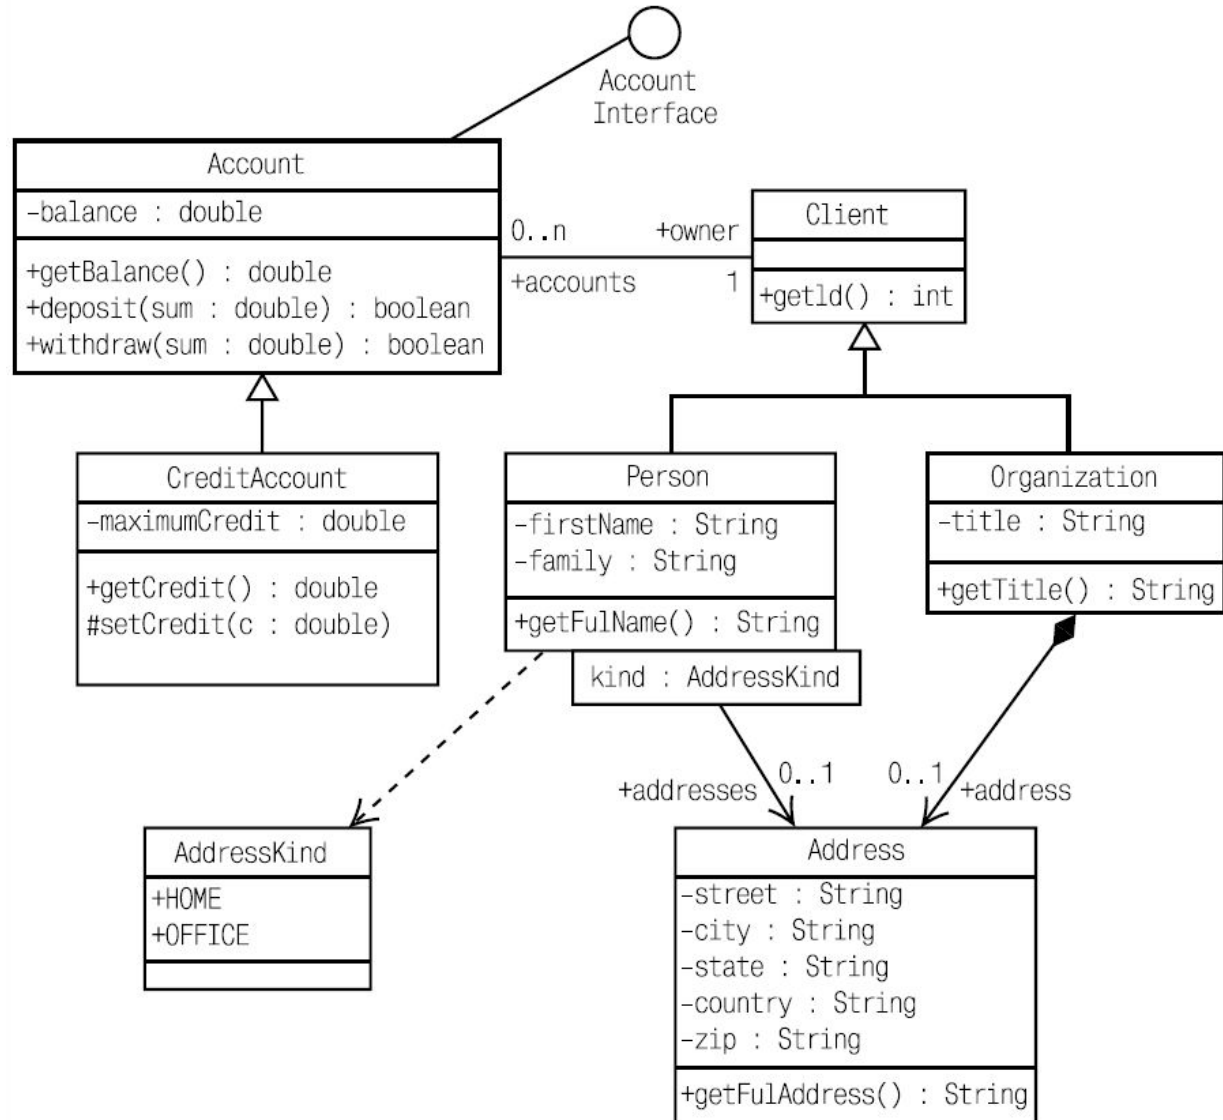 Account
Interface
Account
-balance : double
+getBalance() : double
+deposit(sum : double) : boolean
+withdraw(sum : double) : boolean
0..n
+owner
+accounts
1
Client
+getId() : int
CreditAccount
-maximumCredit : double
+getCredit() : double
#setCredit(c : double)
Person
-firstName : String
-family : String
+getFulName() : String
kind : AddressKind
Organization
-title : String
+getTitle() : String
+addresses
0..1
0..1
+address
AddressKind
+HOME
+OFFICE
Address
-street : String
-city : String
-state : String
-country : String
-zip : String
+getFulAddress() : String